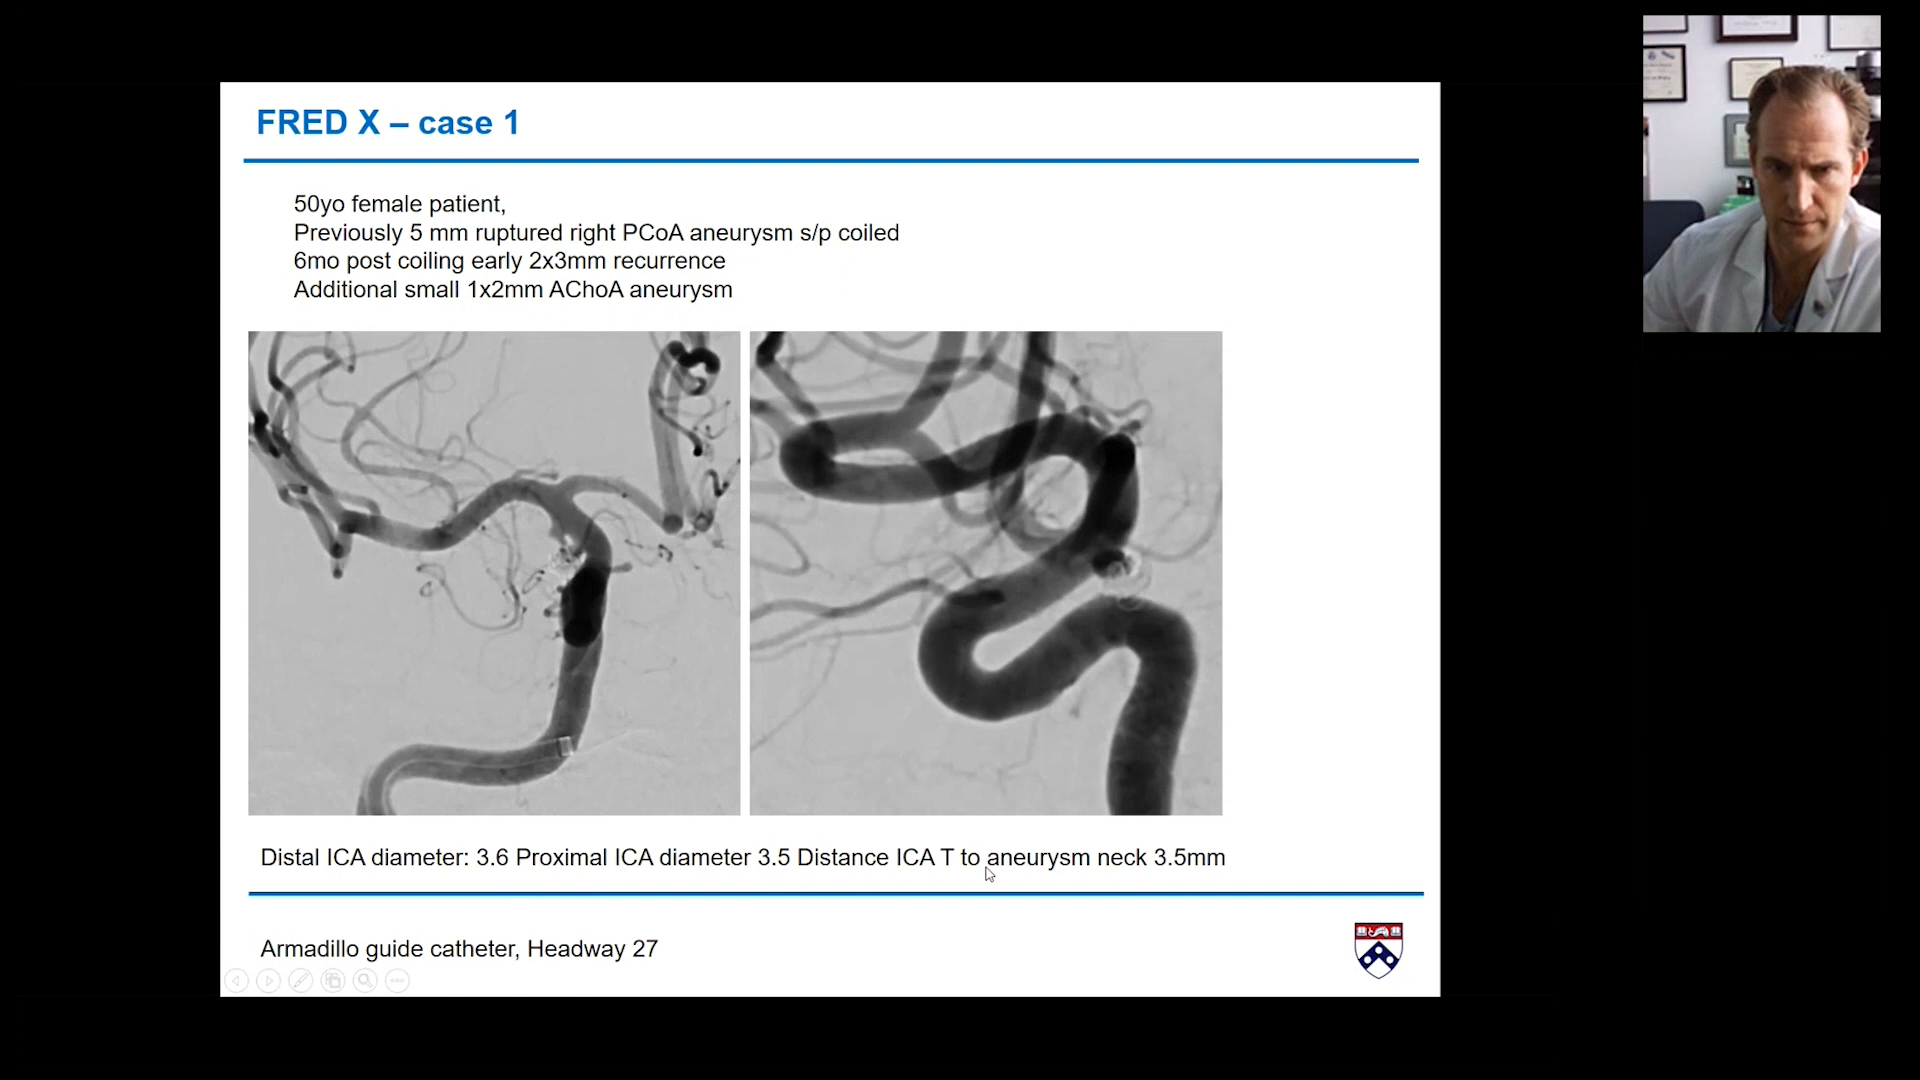 FRED X – case 1
50yo female patient,
Previously 5 mm ruptured right PCoA aneurysm s/p coiled
6mo post coiling early 2x3mm recurrence
Additional small 1x2mm AChoA aneurysm
Distal ICA diameter: 3.6 Proximal ICA diameter 3.5 Distance ICA T to aneurysm neck 3.5mm
Armadillo guide catheter, Headway 27